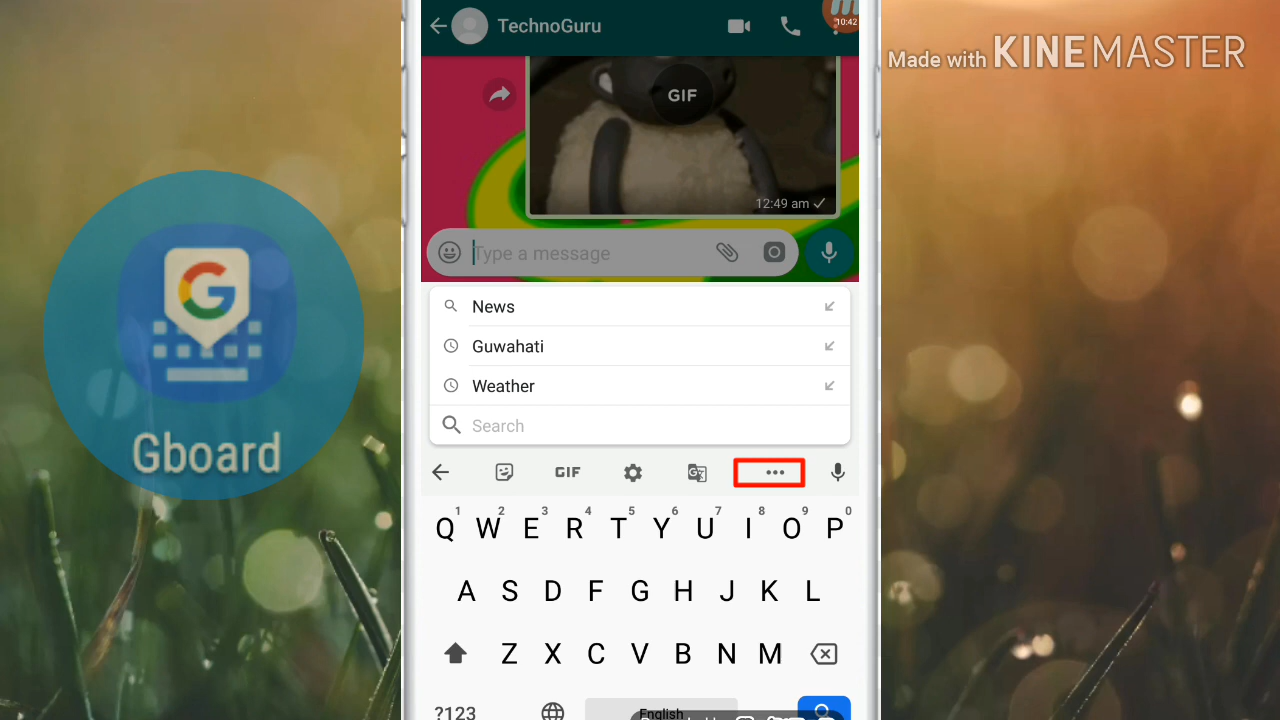 TechnoGuru
10:42
Made with KINEMASTER
GIF
12:49 am
Type a message
News
Guwahati
Weather
Search
GIF
G
Gboard
1 2 3 4 5 6 7 8 9 0
Q W E R T Y U I O P
A S D F G H J K L
Z X C V B N M
?123
English